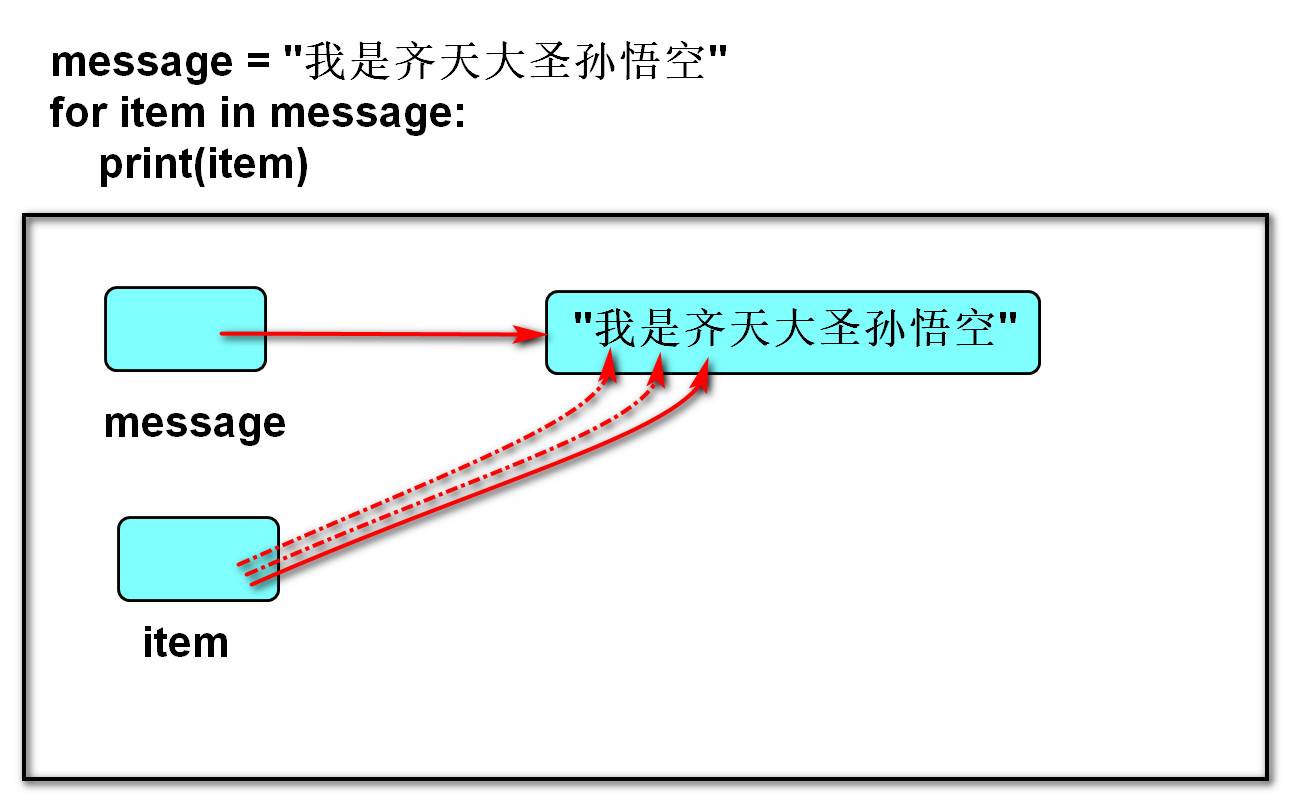 message = "我是齐天大圣孙悟空"
for item in message:
    print(item)
"我是齐天大圣孙悟空"
message
item